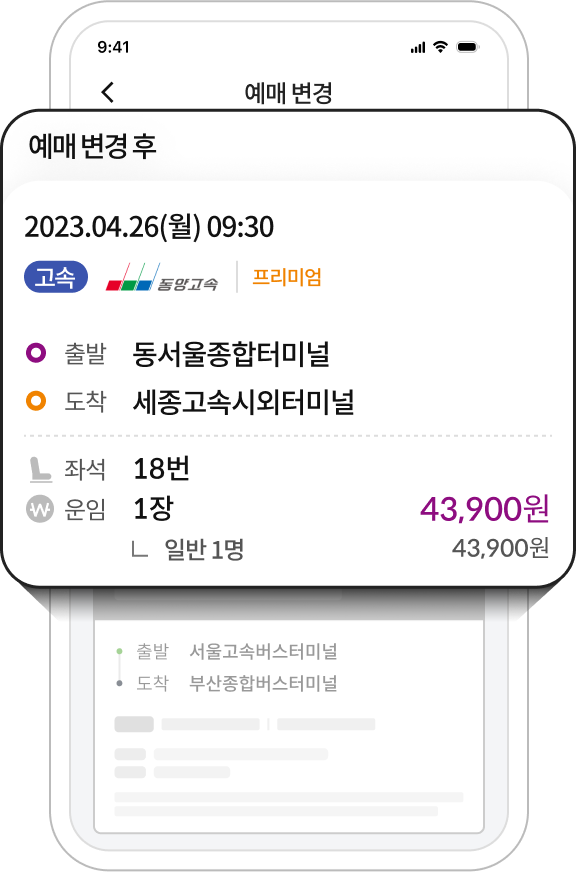 9:41
예매 변경
예매 변경 후
2023.04.26(월) 09:30
고속 동양고속 프리미엄
출발 동서울종합터미널
도착 세종고속시외터미널
좌석 18번
운임 1장 43,900원
일반 1명 43,900원
출발 서울고속버스터미널
도착 부산종합버스터미널